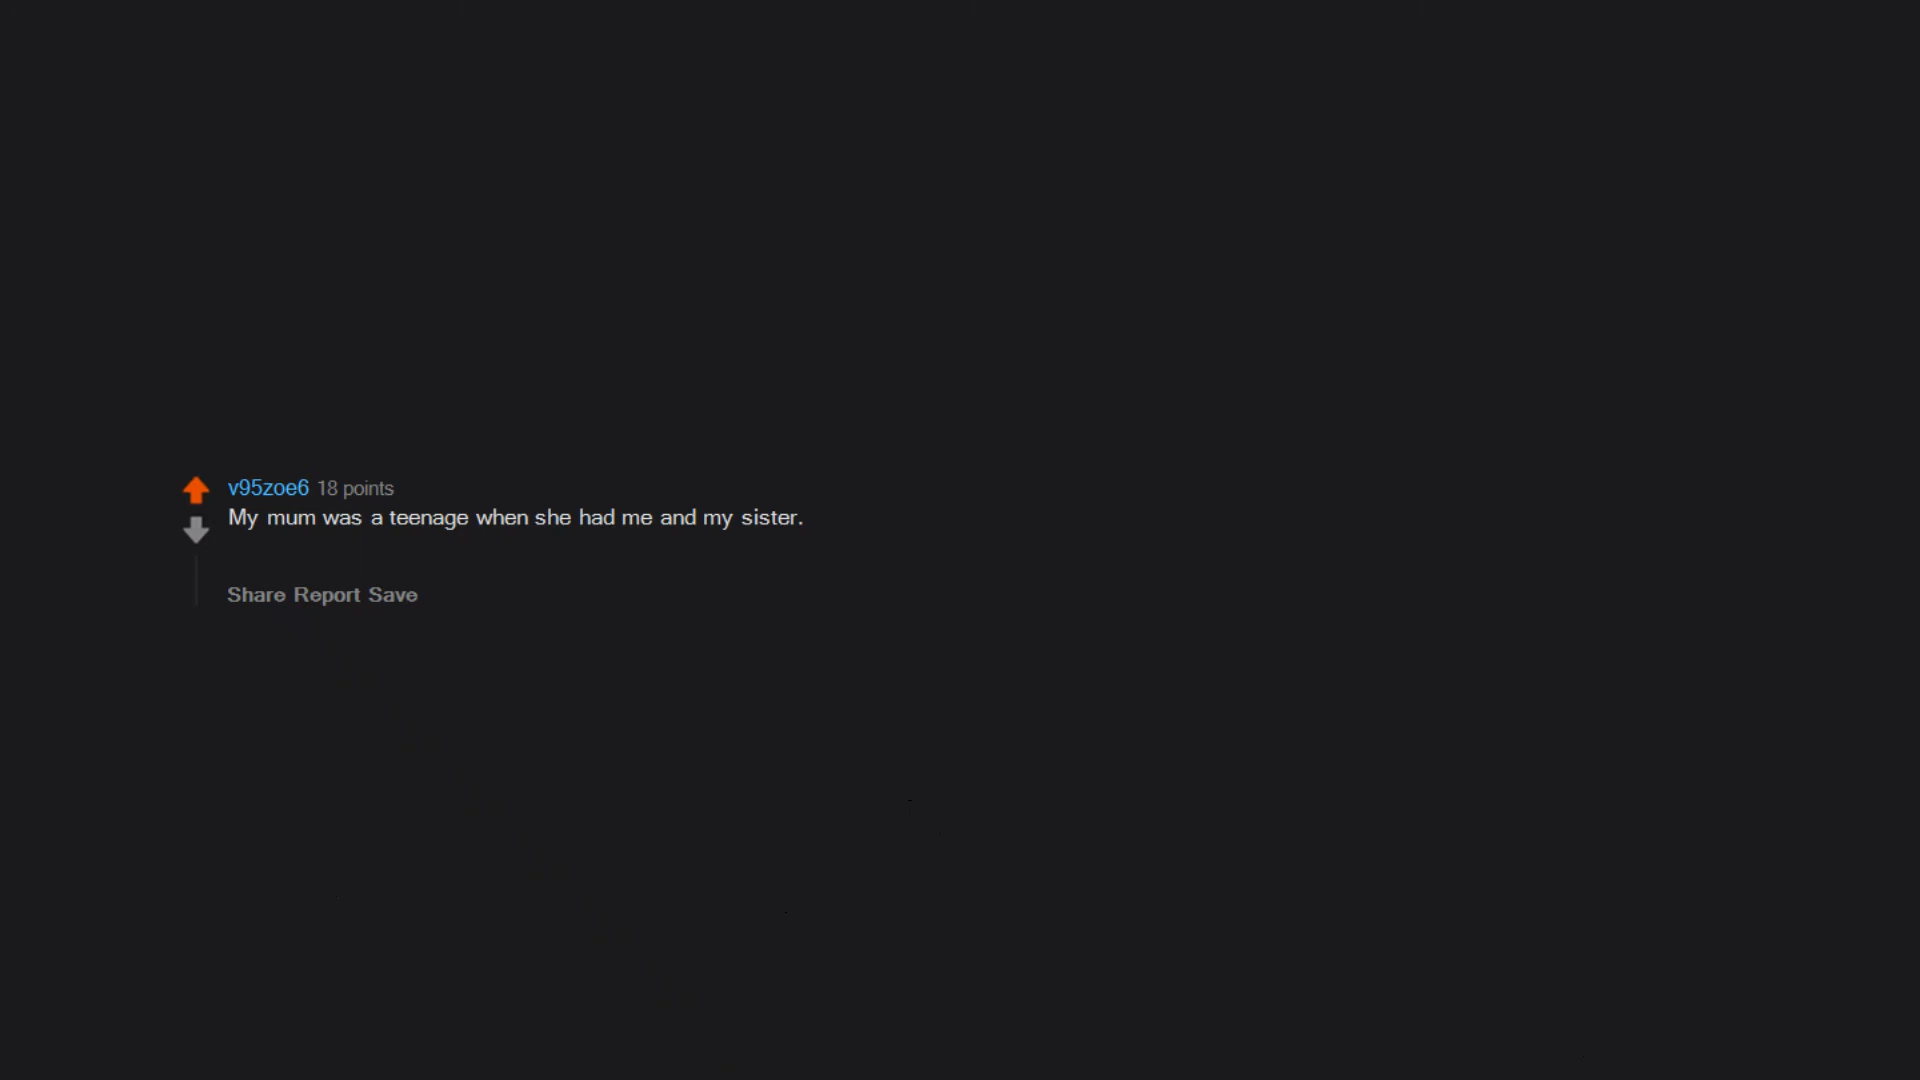 v95zoe6 18 points
My mum was a teenage when she had me and my sister.
Share Report Save